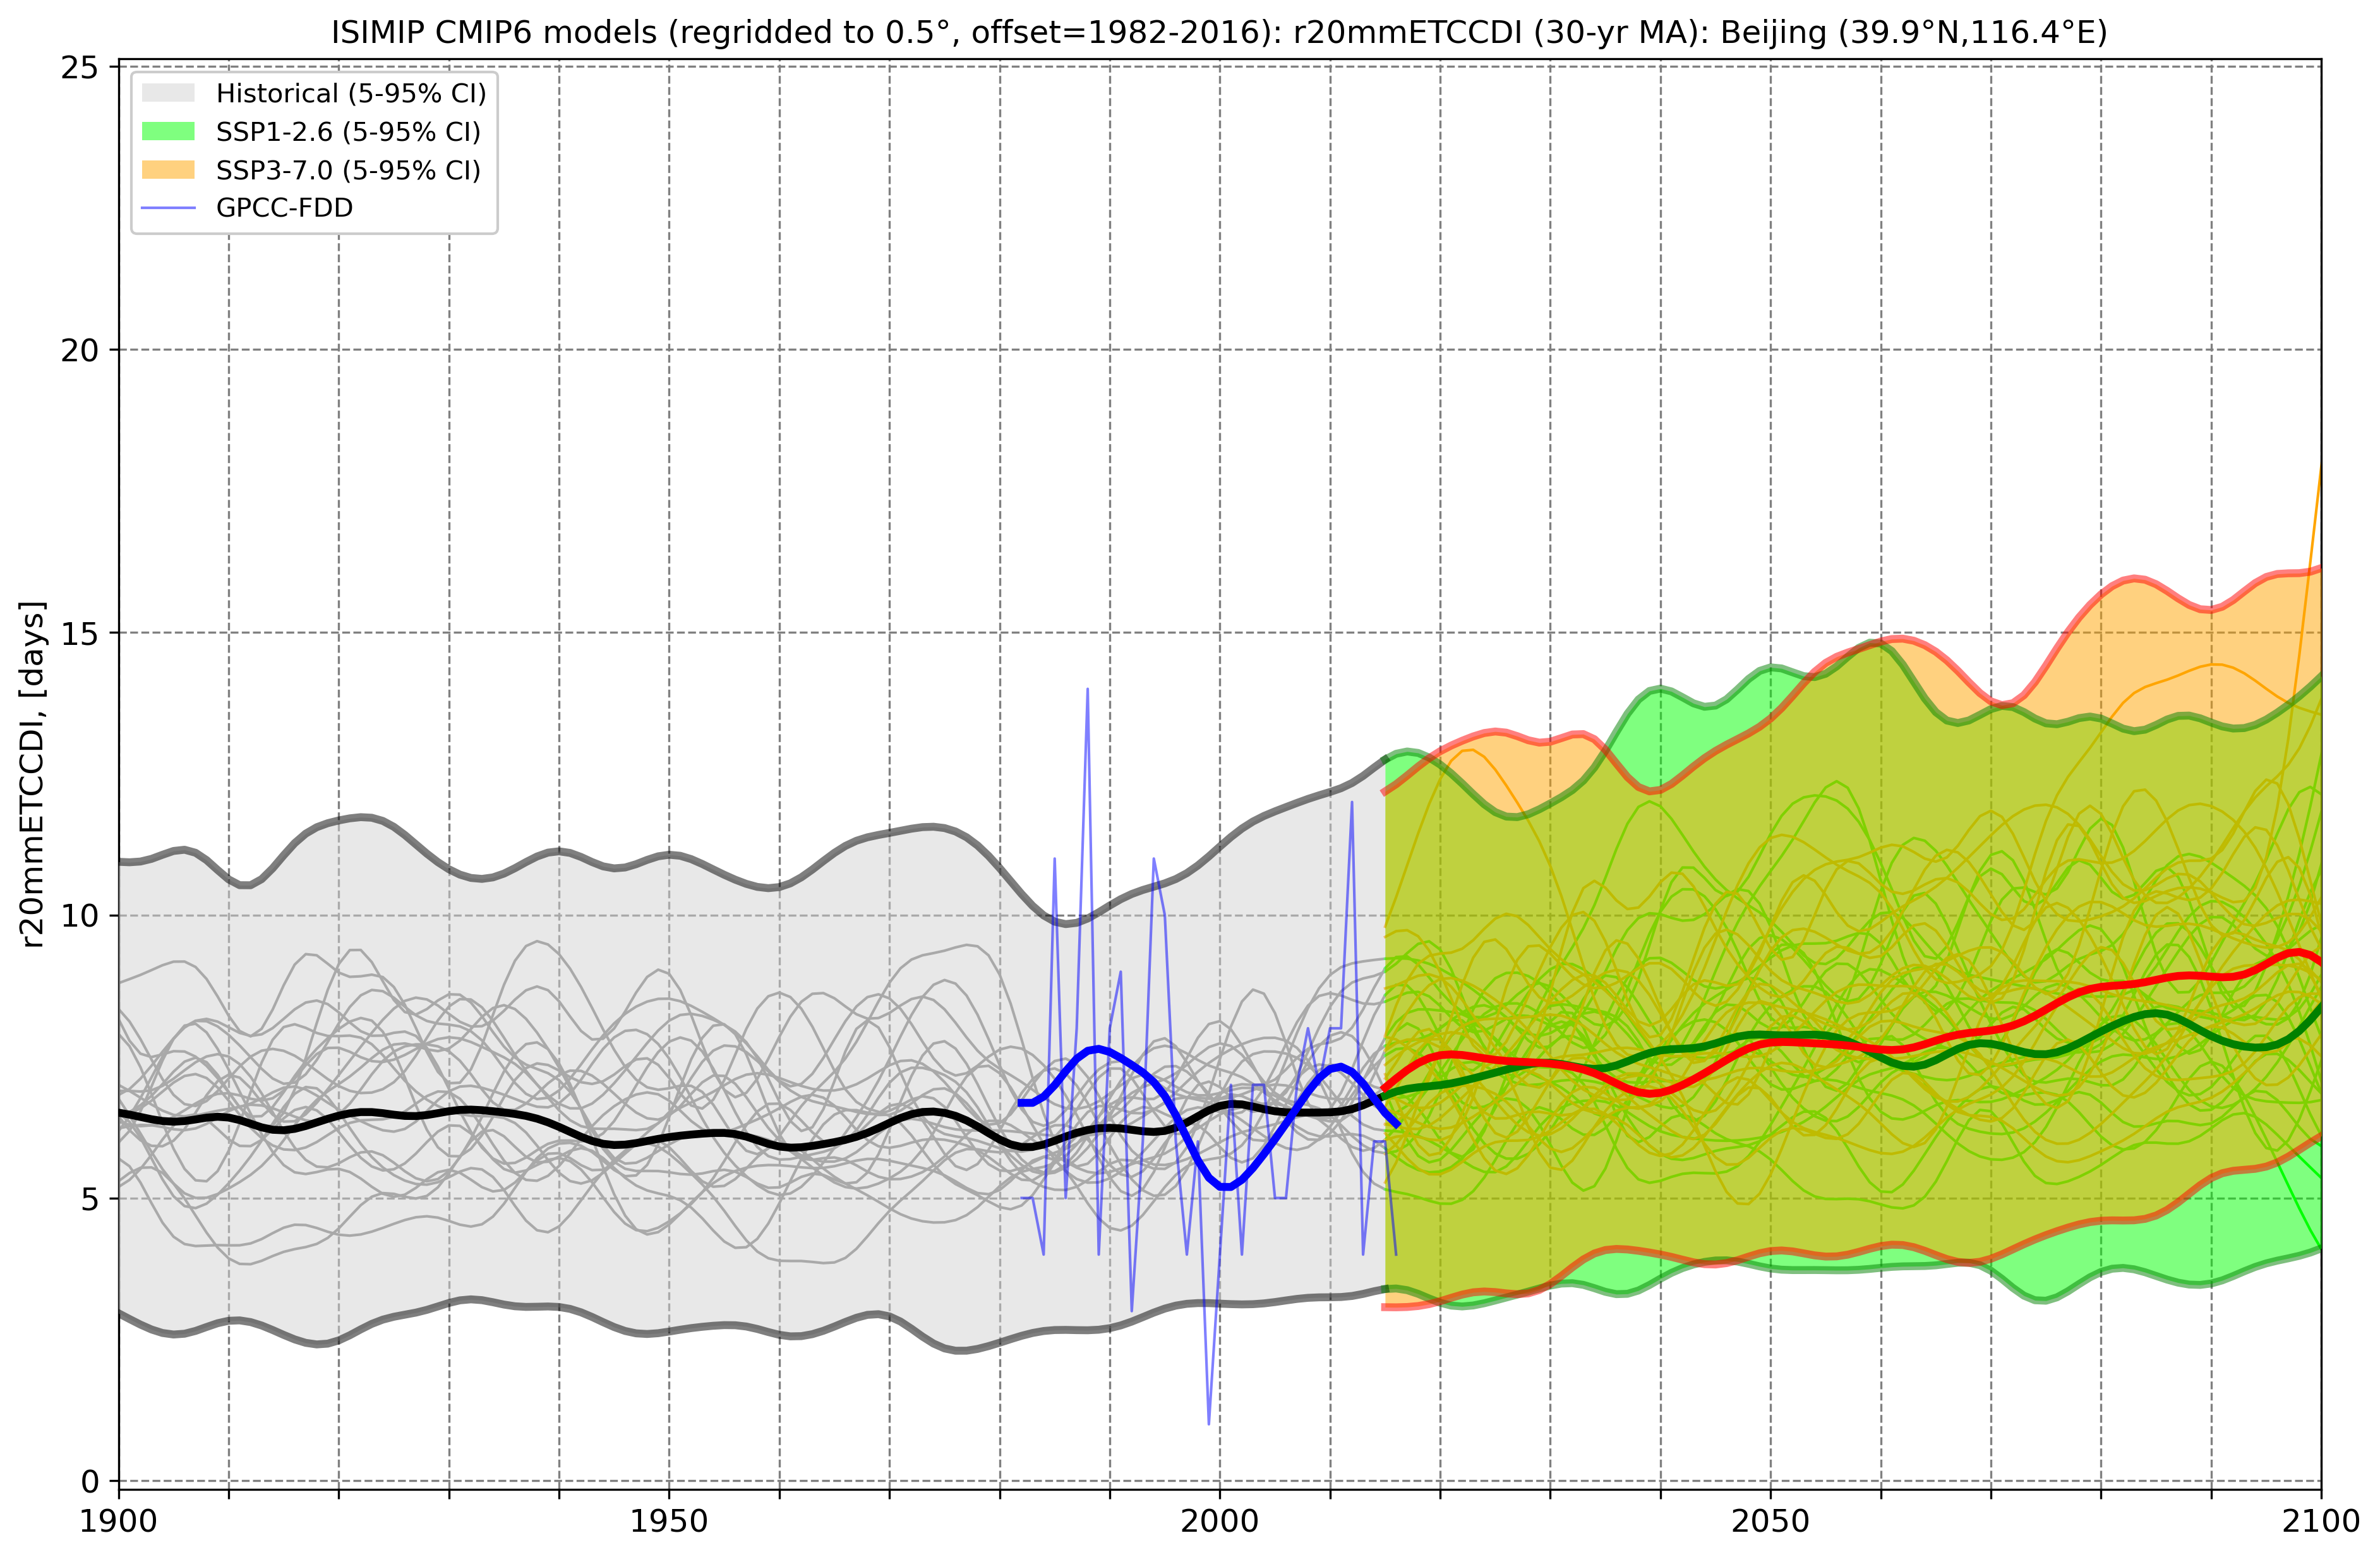 ISIMIP CMIP6 models (regridded to 0.5°, offset=1982-2016): r20mmETCCDI (30-yr MA): Beijing (39.9°N,116.4°E)
Historical (5-95% CI)
SSP1-2.6 (5-95% CI)
SSP3-7.0 (5-95% CI)
GPCC-FDD
r20mmETCCDI, [days]
25
20
15
10
5
0
1900 1950 2000 2050 2100